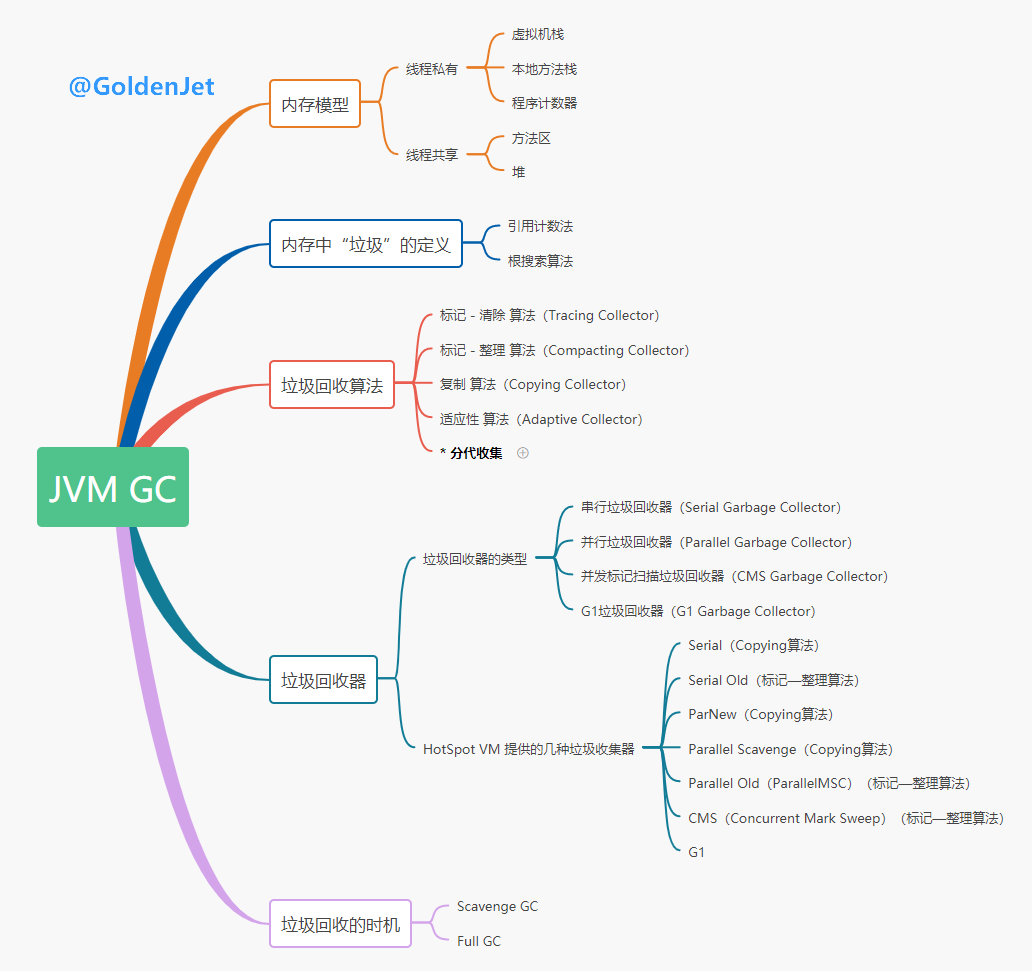 @GoldenJet
JVM GC
内存模型
线程私有
虚拟机栈
本地方法栈
程序计数器
线程共享
方法区
堆
内存中“垃圾”的定义
引用计数法
根搜索算法
垃圾回收算法
标记 - 清除 算法（Tracing Collector）
标记 - 整理 算法（Compacting Collector）
复制 算法（Copying Collector）
适应性 算法（Adaptive Collector）
* 分代收集
垃圾回收器
垃圾回收器的类型
串行垃圾回收器（Serial Garbage Collector）
并行垃圾回收器（Parallel Garbage Collector）
并发标记扫描垃圾回收器（CMS Garbage Collector）
G1垃圾回收器（G1 Garbage Collector）
HotSpot VM 提供的几种垃圾收集器
Serial（Copying算法）
Serial Old（标记—整理算法）
ParNew（Copying算法）
Parallel Scavenge（Copying算法）
Parallel Old（ParallelMSC）（标记—整理算法）
CMS（Concurrent Mark Sweep）（标记—整理算法）
G1
垃圾回收的时机
Scavenge GC
Full GC